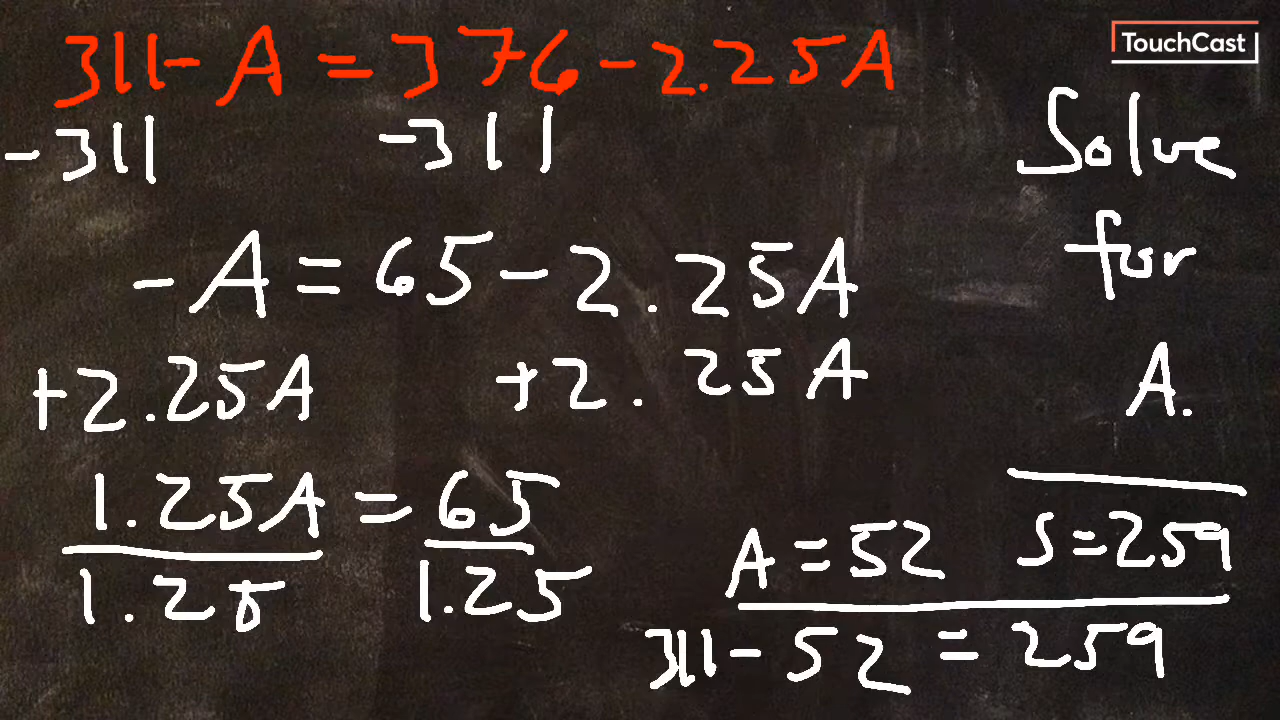 TouchCast
311 - A = 376 - 2.25A
-311 -311
Solve
for
A.
-A = 65 - 2.25A
+2.25A +2.25A
1.25A = 65
1.25 1.25
A = 52 S = 259
311 - 52 = 259